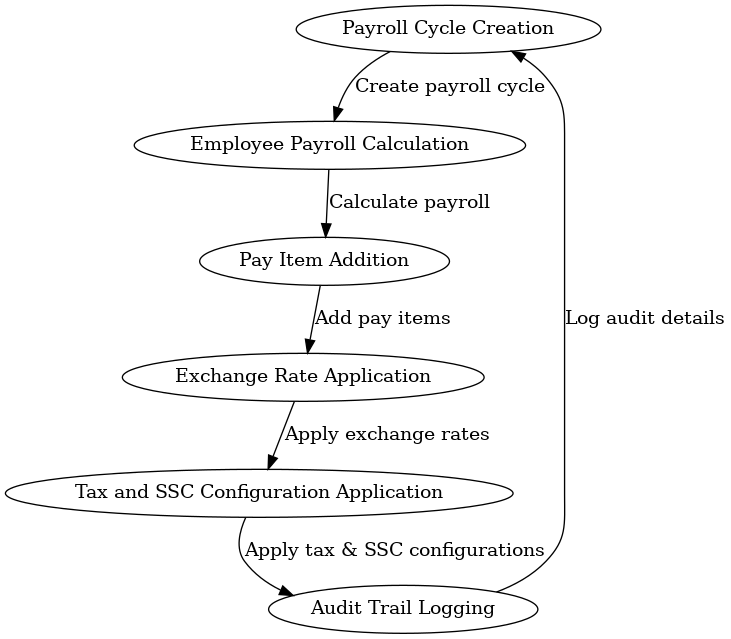 Payroll Cycle Creation
Create payroll cycle
Employee Payroll Calculation
Calculate payroll
Pay Item Addition
Add pay items
Log audit details
Exchange Rate Application
Apply exchange rates
Tax and SSC Configuration Application
Apply tax & SSC configurations
Audit Trail Logging